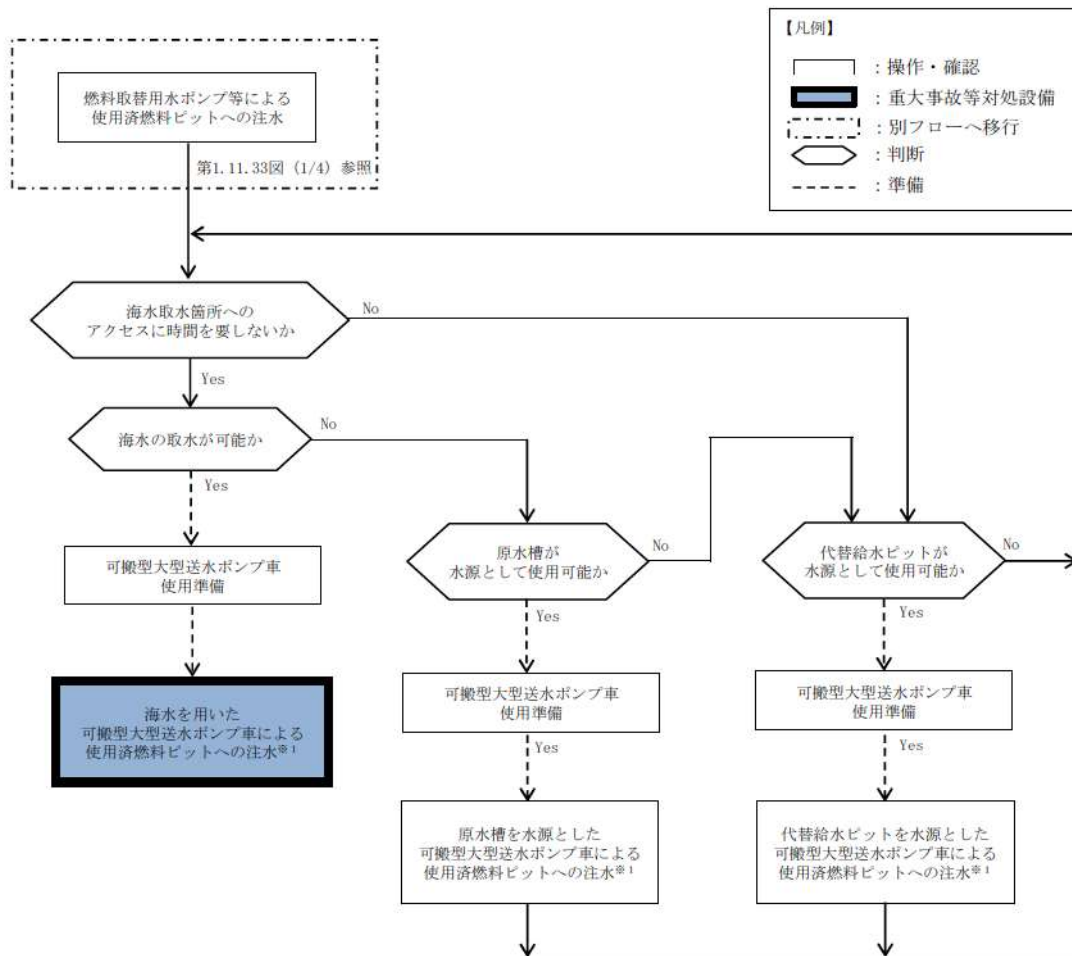 【凡例】
：操作・確認
：重大事故等対処設備
：別フローへ移行
：判断
：準備
燃料取替用水ポンプ等による
使用済燃料ピットへの注水
第1.11.33図 (1/4) 参照
海水取水箇所への
アクセスに時間を要しないか
No
Yes
海水の取水が可能か
No
Yes
原水槽が
水源として使用可能か
No
Yes
代替給水ピットが
水源として使用可能か
No
Yes
可搬型大型送水ポンプ車
使用準備
可搬型大型送水ポンプ車
使用準備
Yes
可搬型大型送水ポンプ車
使用準備
Yes
海水を用いた
可搬型大型送水ポンプ車による
使用済燃料ピットへの注水※1
原水槽を水源とした
可搬型大型送水ポンプ車による
使用済燃料ピットへの注水※1
代替給水ピットを水源とした
可搬型大型送水ポンプ車による
使用済燃料ピットへの注水※1